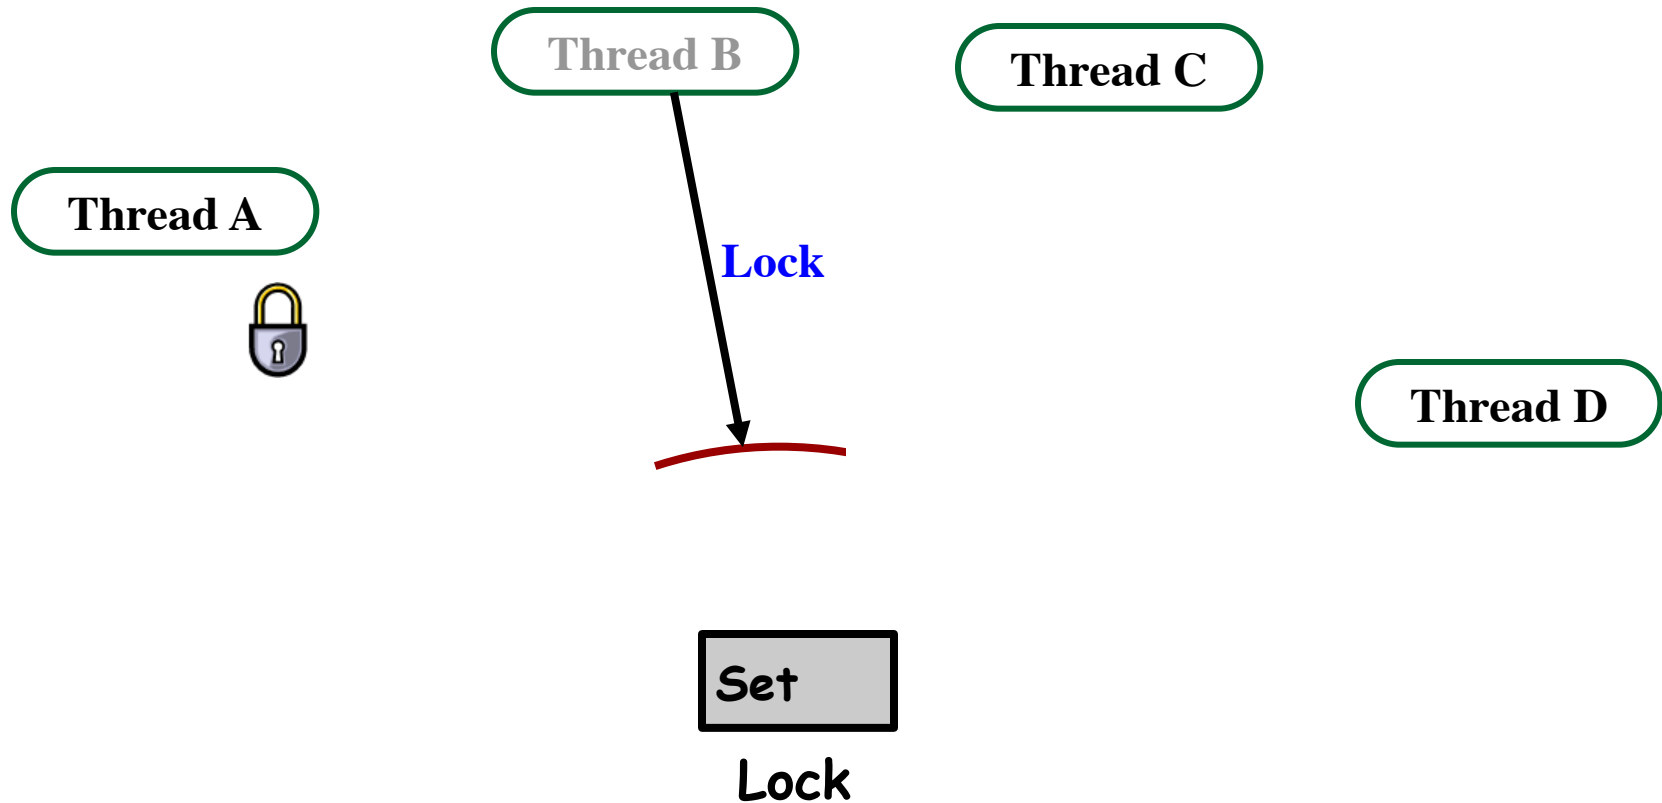 Thread B
Thread C
Thread A
Lock
Thread D
Set
Lock